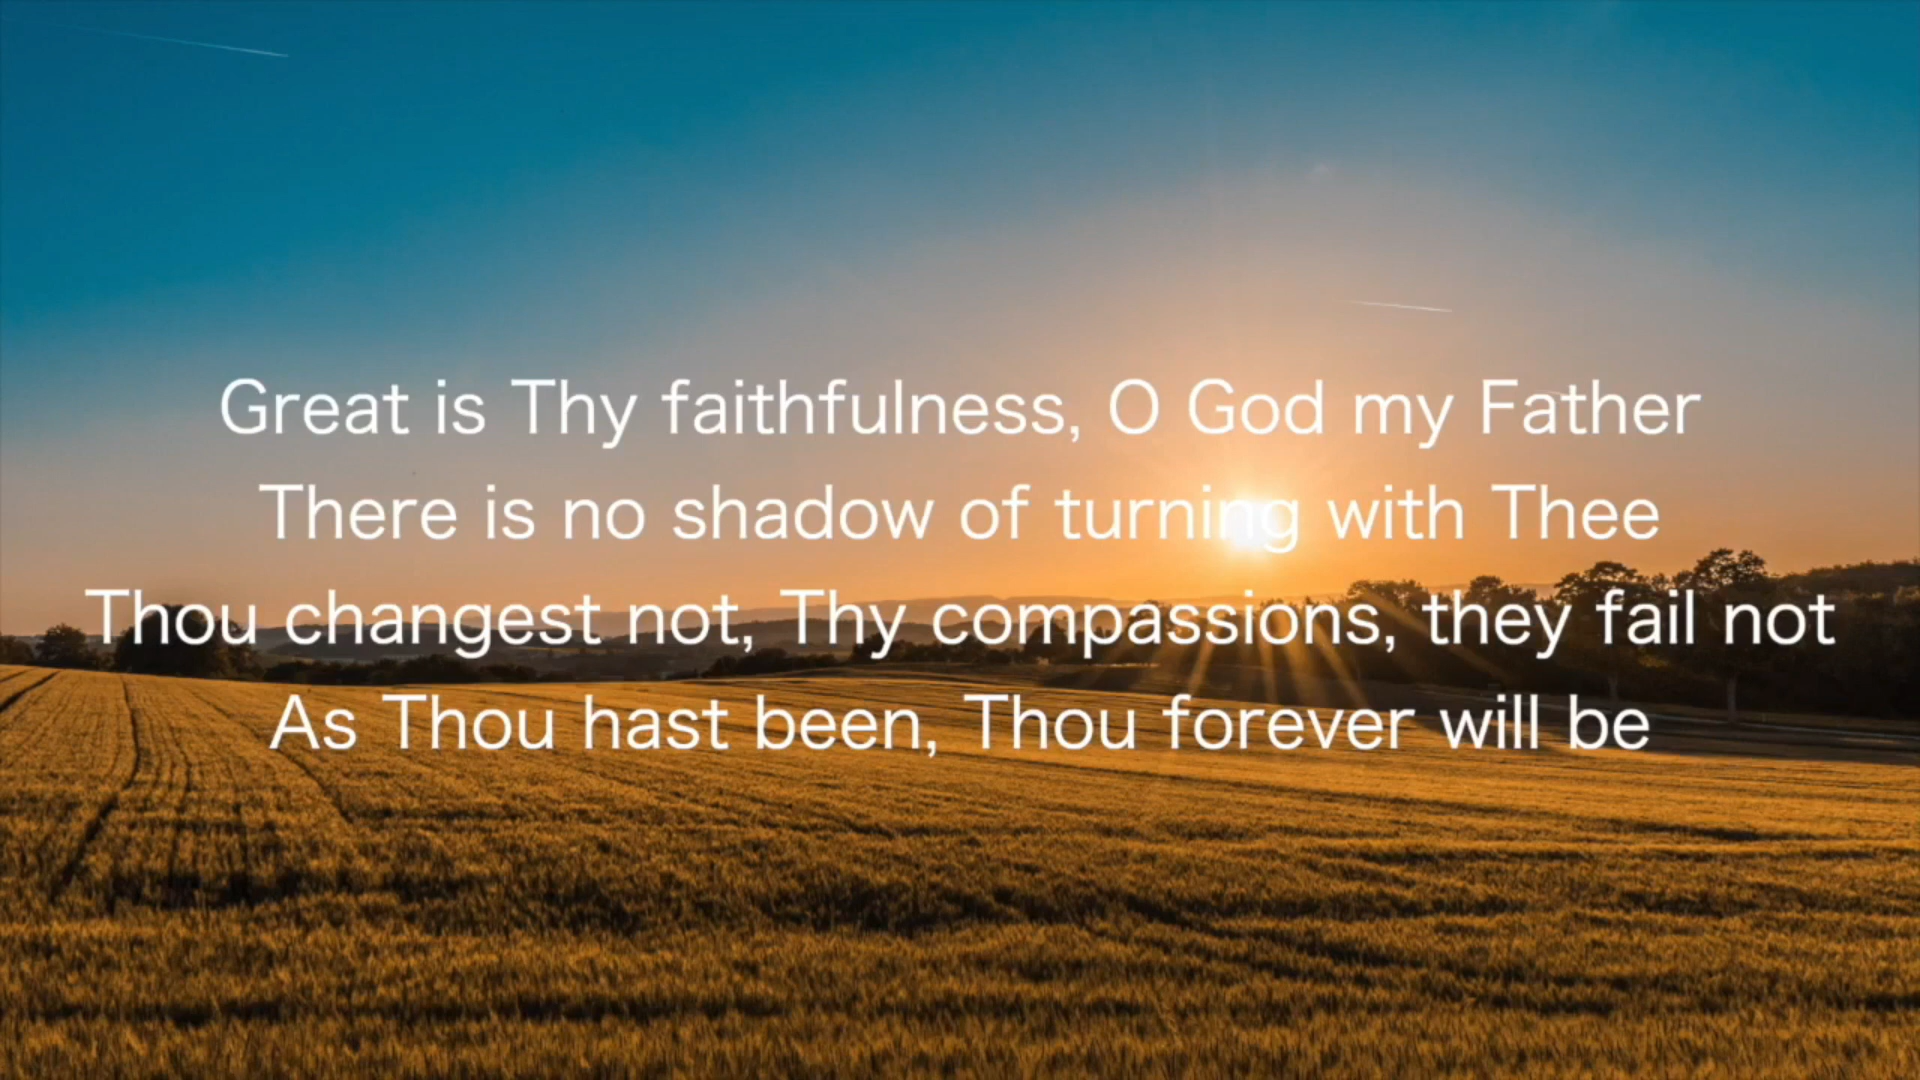 Great is Thy faithfulness, O God my Father
There is no shadow of turning with Thee
Thou changest not, Thy compassions, they fail not
As Thou hast been, Thou forever will be